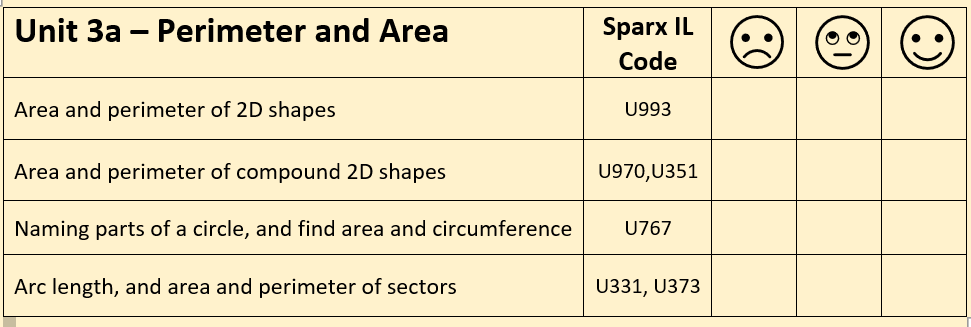 Unit 3a – Perimeter and Area
Sparx IL
Code
Area and perimeter of 2D shapes
U993
Area and perimeter of compound 2D shapes
U970,U351
Naming parts of a circle, and find area and circumference
U767
Arc length, and area and perimeter of sectors
U331, U373